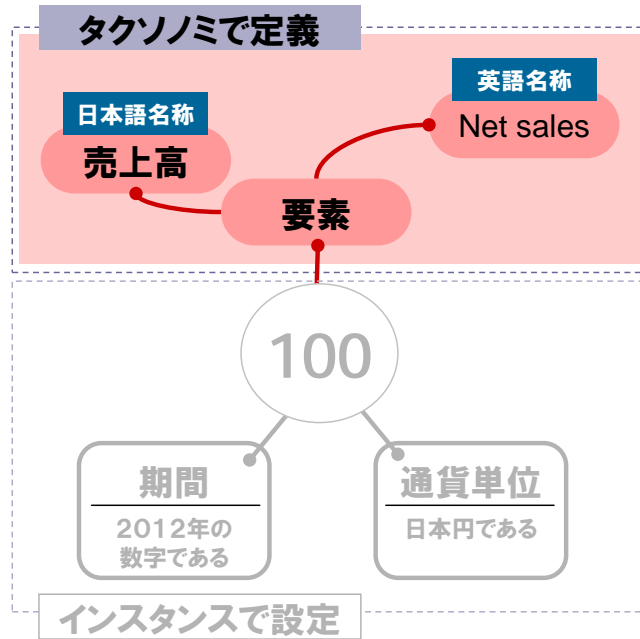 タクソノミで定義
英語名称
Net sales
日本語名称
売上高
要素
100
期間
2012年の
数字である
通貨単位
日本円である
インスタンスで設定